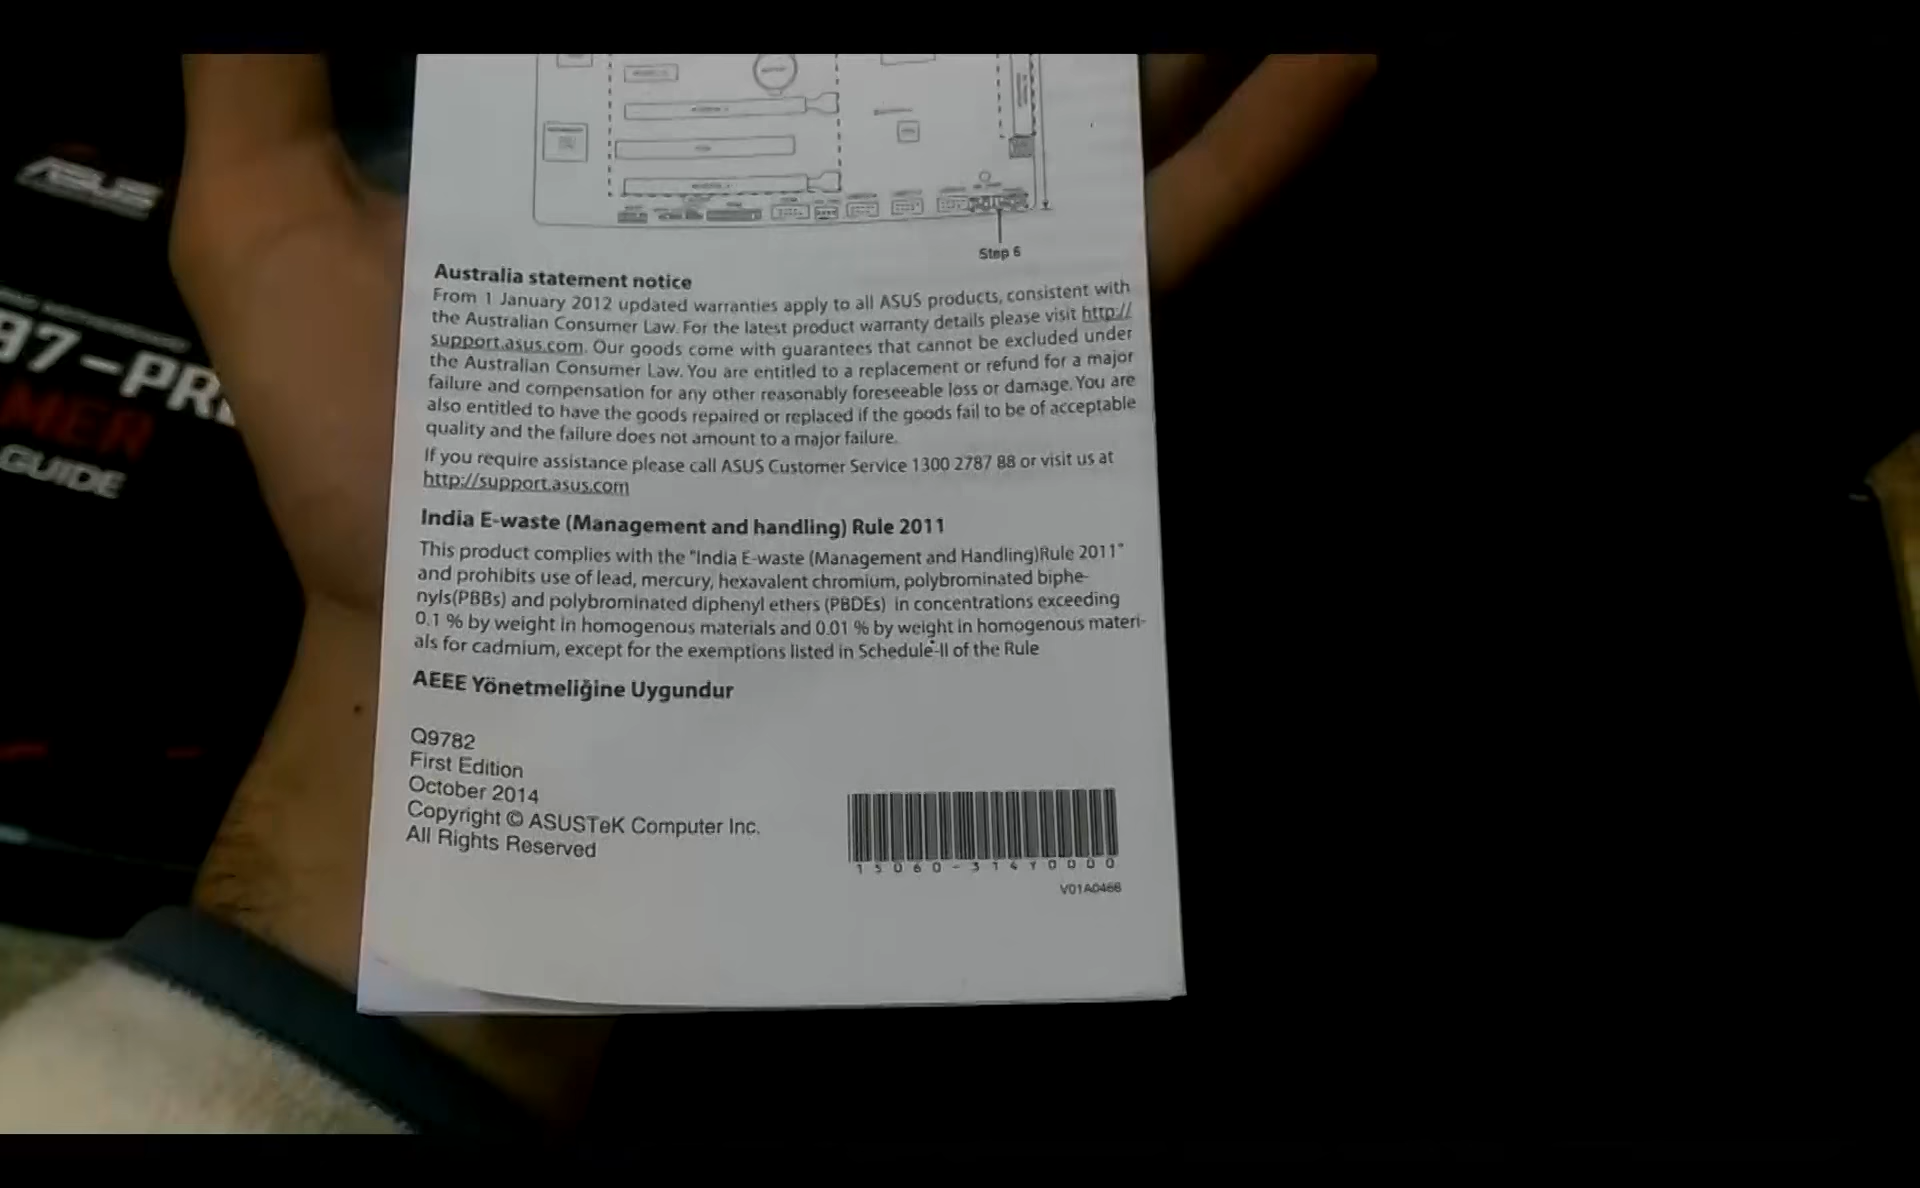 ASUS
97-PR
MER
GUIDE
Step 6
Australia statement notice
From 1 January 2012 updated warranties apply to all ASUS products, consistent with
the Australian Consumer Law. For the latest product warranty details please visit http://
support.asus.com. Our goods come with guarantees that cannot be excluded under
the Australian Consumer Law. You are entitled to a replacement or refund for a major
failure and compensation for any other reasonably foreseeable loss or damage. You are
also entitled to have the goods repaired or replaced if the goods fail to be of acceptable
quality and the failure does not amount to a major failure.
If you require assistance please call ASUS Customer Service 1300 2787 88 or visit us at
http://support.asus.com
India E-waste (Management and handling) Rule 2011
This product complies with the "India E-waste (Management and Handling)Rule 2011"
and prohibits use of lead, mercury, hexavalent chromium, polybrominated biphe-
nyls(PBBs) and polybrominated diphenyl ethers (PBDEs) in concentrations exceeding
0.1 % by weight in homogenous materials and 0.01 % by weight in homogenous materi-
als for cadmium, except for the exemptions listed in Schedule-II of the Rule
AEEE Yönetmeliğine Uygundur
Q9782
First Edition
October 2014
Copyright © ASUSTeK Computer Inc.
All Rights Reserved
15060-314Y0000
V01A0466